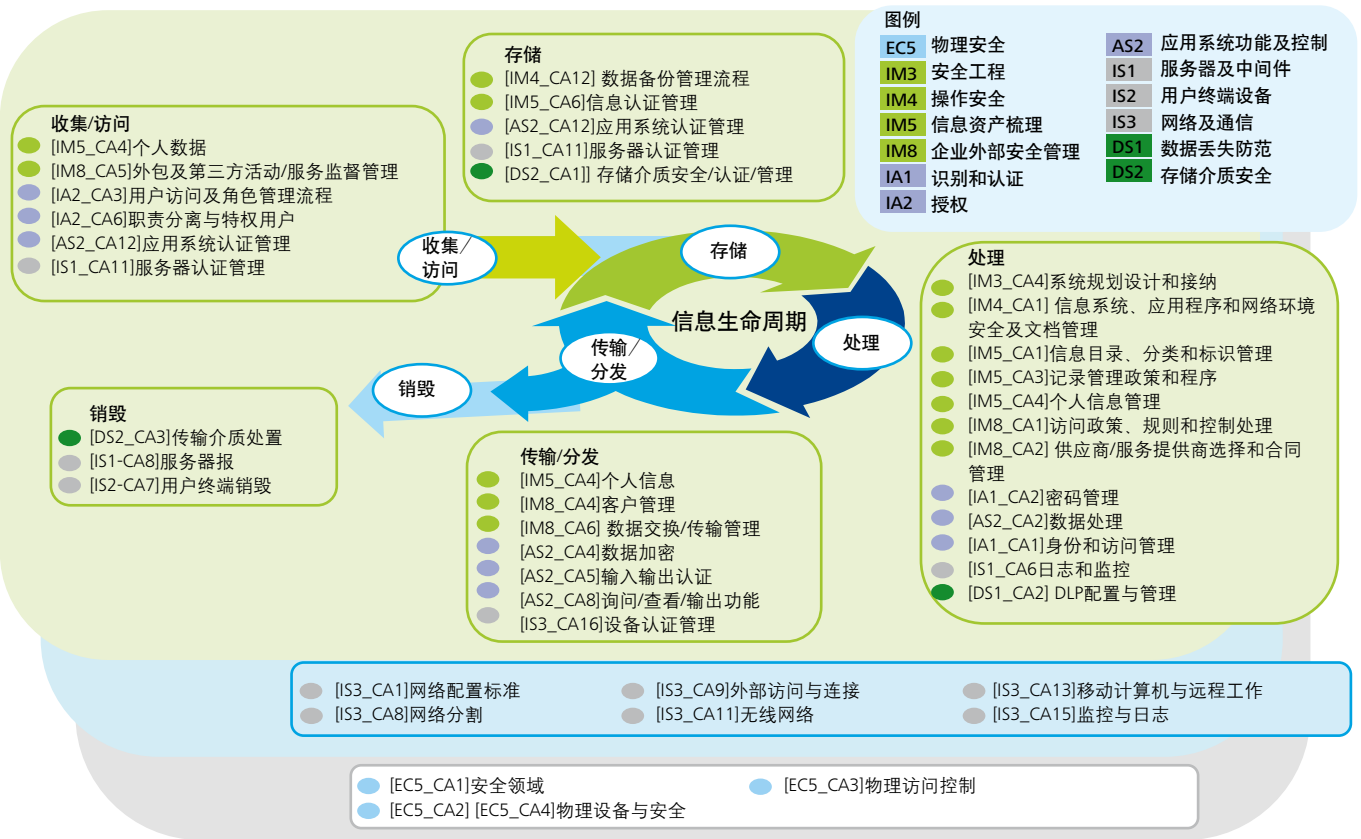 图例
EC5 物理安全
IM3 安全工程
IM4 操作安全
IM5 信息资产梳理
IM8 企业外部安全管理
IA1 识别和认证
IA2 授权
AS2 应用系统功能及控制
IS1 服务器及中间件
IS2 用户终端设备
IS3 网络及通信
DS1 数据丢失防范
DS2 存储介质安全
存储
[IM4_CA12] 数据备份管理流程
[IM5_CA6]信息认证管理
[AS2_CA12]应用系统认证管理
[IS1_CA11]服务器认证管理
[DS2_CA1]] 存储介质安全/认证/管理
收集/访问
[IM5_CA4]个人数据
[IM8_CA5]外包及第三方活动/服务监督管理
[IA2_CA3]用户访问及角色管理流程
[IA2_CA6]职责分离与特权用户
[AS2_CA12]应用系统认证管理
[IS1_CA11]服务器认证管理
收集/
访问
存储
信息生命周期
处理
传输/
分发
销毁
处理
[IM3_CA4]系统规划设计和接纳
[IM4_CA1] 信息系统、应用程序和网络环境
安全及文档管理
[IM5_CA1]信息目录、分类和标识管理
[IM5_CA3]记录管理政策和程序
[IM5_CA4]个人信息管理
[IM8_CA1]访问政策、规则和控制处理
[IM8_CA2] 供应商/服务提供商选择和合同
管理
[IA1_CA2]密码管理
[AS2_CA2]数据处理
[IA1_CA1]身份和访问管理
[IS1_CA6日志和监控
[DS1_CA2] DLP配置与管理
销毁
[DS2_CA3]传输介质处置
[IS1-CA8]服务器报
[IS2-CA7]用户终端销毁
传输/分发
[IM5_CA4]个人信息
[IM8_CA4]客户管理
[IM8_CA6] 数据交换/传输管理
[AS2_CA4]数据加密
[AS2_CA5]输入输出认证
[AS2_CA8]询问/查看/输出功能
[IS3_CA16]设备认证管理
[IS3_CA1]网络配置标准
[IS3_CA9]外部访问与连接
[IS3_CA13]移动计算机与远程工作
[IS3_CA8]网络分割
[IS3_CA11]无线网络
[IS3_CA15]监控与日志
[EC5_CA1]安全领域
[EC5_CA3]物理访问控制
[EC5_CA2] [EC5_CA4]物理设备与安全